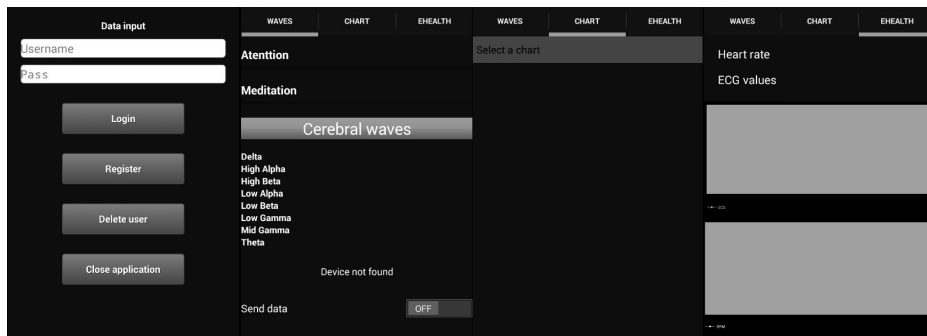 Data input
Username
Pass
Login
Register
Delete user
Close application
WAVES CHART EHEALTH
Atenttion
Meditation
Cerebral waves
Delta
High Alpha
High Beta
Low Alpha
Low Beta
Low Gamma
Mid Gamma
Theta
Device not found
Send data OFF
WAVES CHART EHEALTH
Select a chart
WAVES CHART EHEALTH
Heart rate
ECG values
ECG
BPM